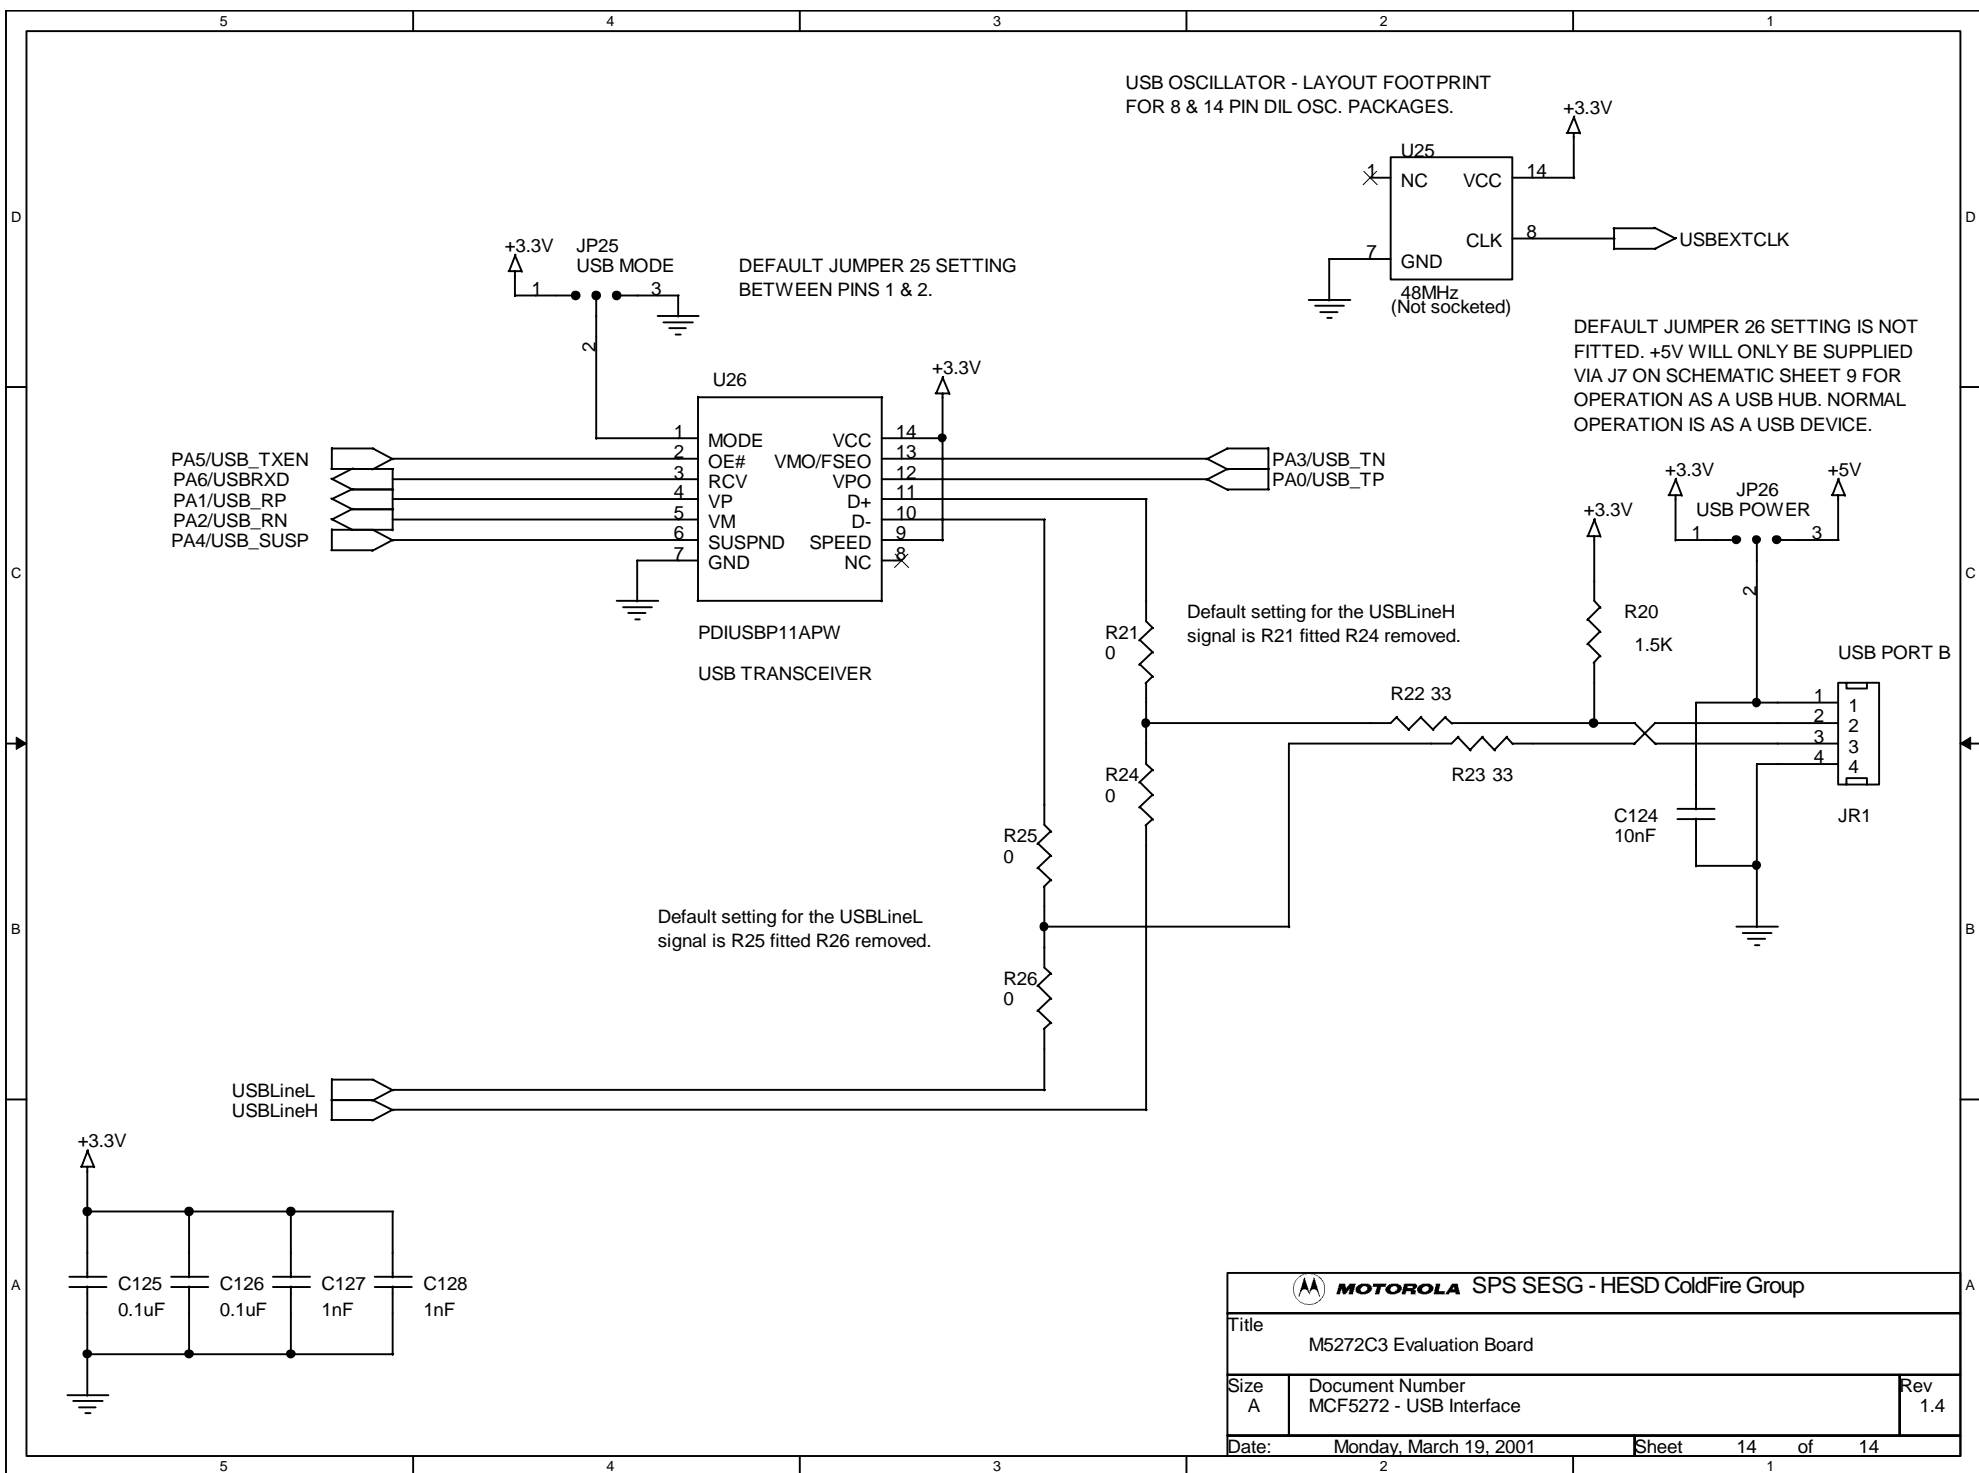 5 4 3 2 1
USB OSCILLATOR - LAYOUT FOOTPRINT
FOR 8 & 14 PIN DIL OSC. PACKAGES.
+3.3V
U25
1 NC VCC 14
CLK 8
USBEXTCLK
7 GND
48MHz
(Not socketed)
D D
+3.3V JP25
USB MODE
1 3
2
DEFAULT JUMPER 25 SETTING
BETWEEN PINS 1 & 2.
DEFAULT JUMPER 26 SETTING IS NOT
FITTED. +5V WILL ONLY BE SUPPLIED
VIA J7 ON SCHEMATIC SHEET 9 FOR
OPERATION AS A USB HUB. NORMAL
OPERATION IS AS A USB DEVICE.
U26
+3.3V
1 MODE VCC 14
PA5/USB_TXEN 2 OE# VMO/FSEO 13 PA3/USB_TN
PA6/USBRXD 3 RCV VPO 12 PA0/USB_TP
PA1/USB_RP 4 VP D+ 11
PA2/USB_RN 5 VM D- 10
PA4/USB_SUSP 6 SUSPND SPEED 9
7 GND NC 8
PDIUSBP11APW
USB TRANSCEIVER
+3.3V +5V
JP26
USB POWER
1 3
2
+3.3V
C C
R20
1.5K
R21
0
Default setting for the USBLineH
signal is R21 fitted R24 removed.
USB PORT B
R22 33
1 1
2 2
3 3
4 4
R23 33
R24
0
C124
10nF
JR1
R25
0
Default setting for the USBLineL
signal is R25 fitted R26 removed.
B B
R26
0
USBLineL
USBLineH
+3.3V
C125
0.1uF
C126
0.1uF
C127
1nF
C128
1nF
A A
MOTOROLA SPS SESG - HESD ColdFire Group
Title
M5272C3 Evaluation Board
Size
A
Document Number
MCF5272 - USB Interface
Rev
1.4
Date: Monday, March 19, 2001 Sheet 14 of 14
5 4 3 2 1